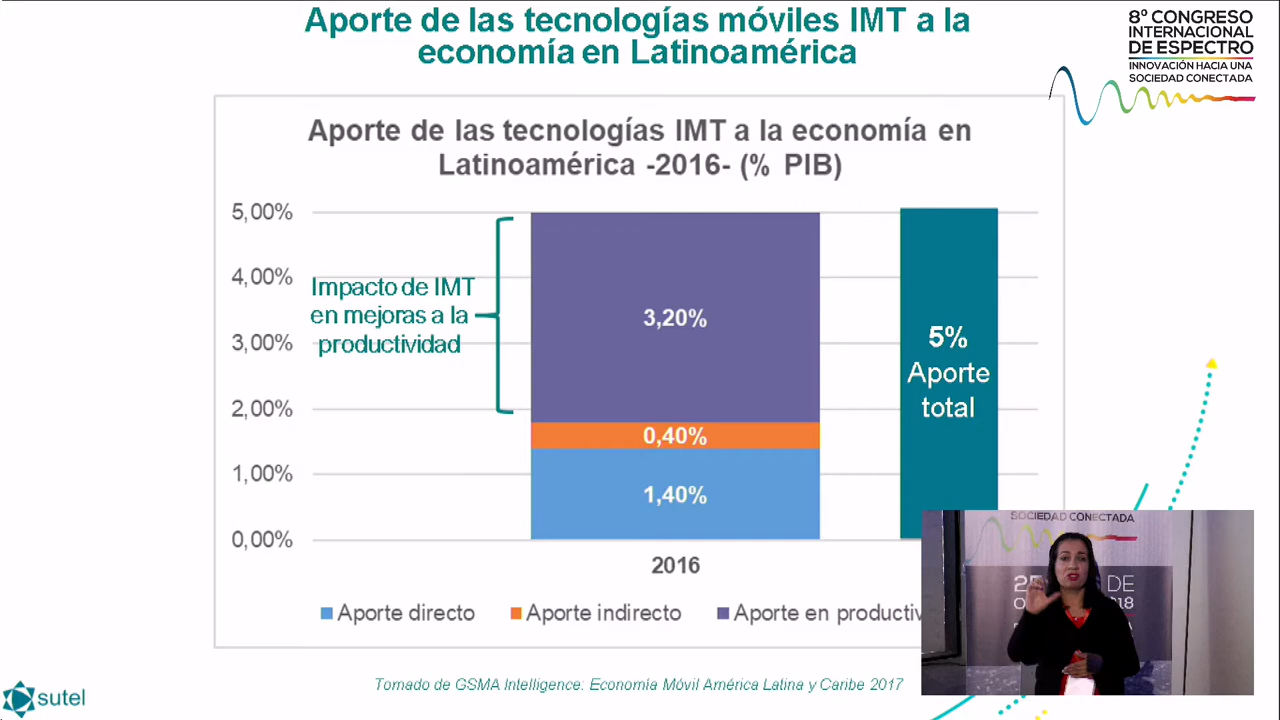 Aporte de las tecnologías móviles IMT a la
economía en Latinoamérica
8º CONGRESO
INTERNACIONAL
DE ESPECTRO
INNOVACIÓN HACIA UNA
SOCIEDAD CONECTADA
Aporte de las tecnologías IMT a la economía en
Latinoamérica -2016- (% PIB)
5,00%
4,00%
3,00%
2,00%
1,00%
0,00%
Impacto de IMT
en mejoras a la
productividad
3,20%
0,40%
1,40%
5%
Aporte
total
2016
Aporte directo
Aporte indirecto
Aporte en
SOCIEDAD CONECTADA
DE
Tomado de GSMA Intelligence. Economía Móvil América Latina y Caribe 2017
sutel